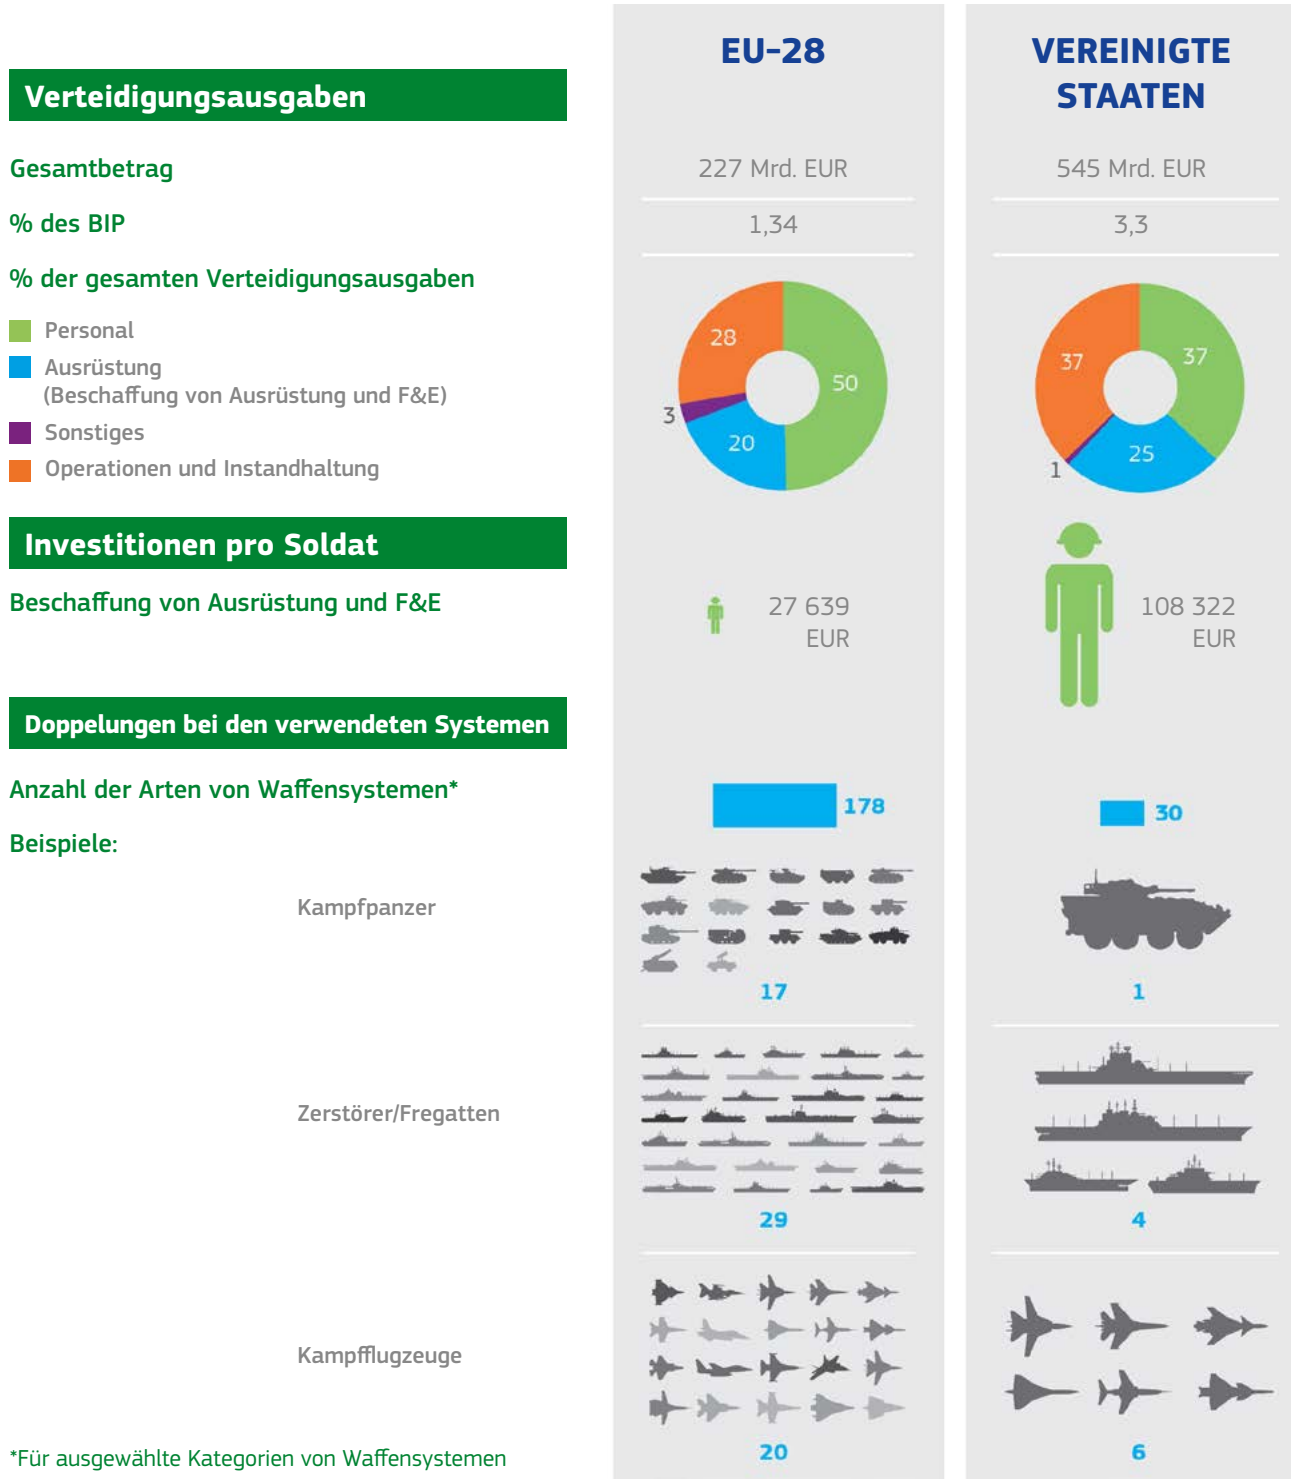 EU-28
VEREINIGTE
STAATEN
Verteidigungsausgaben
Gesamtbetrag
227 Mrd. EUR
545 Mrd. EUR
% des BIP
1,34
3,3
% der gesamten Verteidigungsausgaben
Personal
Ausrüstung
(Beschaffung von Ausrüstung und F&E)
Sonstiges
Operationen und Instandhaltung
28
50
3
20
37
37
25
1
Investitionen pro Soldat
Beschaffung von Ausrüstung und F&E
27 639
EUR
108 322
EUR
Doppelungen bei den verwendeten Systemen
Anzahl der Arten von Waffensystemen*
178
30
Beispiele:
Kampfpanzer
17
1
Zerstörer/Fregatten
29
4
Kampfflugzeuge
20
6
*Für ausgewählte Kategorien von Waffensystemen